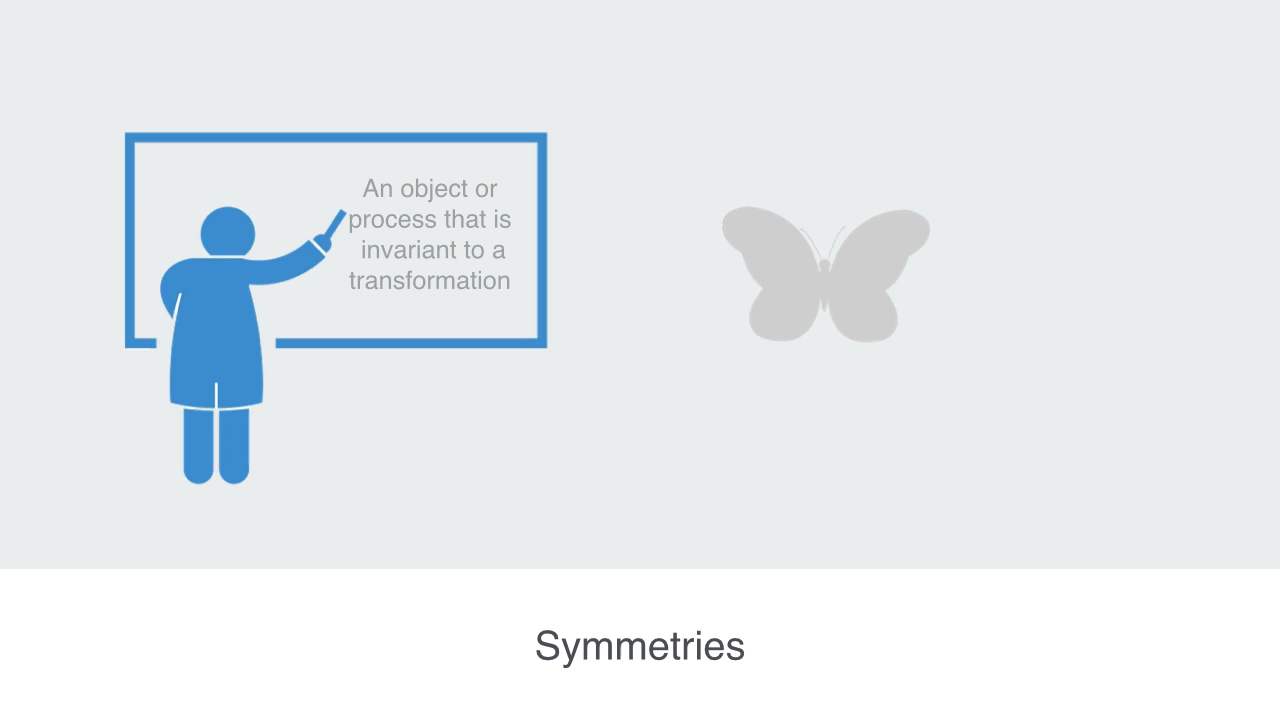 An object or
process that is
invariant to a
transformation
Symmetries